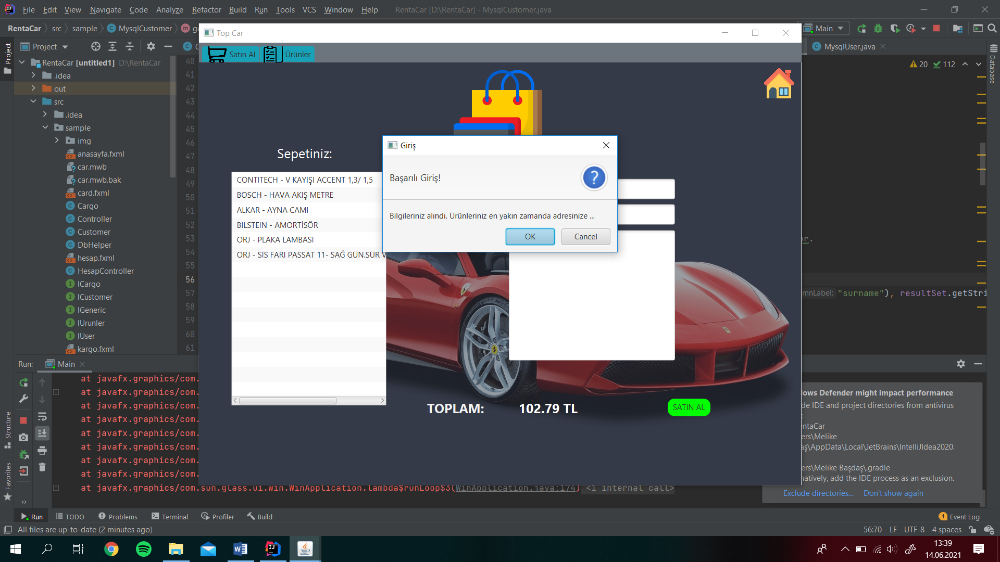 File Edit View Navigate Code Analyze Refactor Build Run Tools VCS Window Help RentaCar [D:\RentaCar] - MysqlCustomer.java
RentaCar src sample MysqlCustomer
Main
Top Car
Project
MysqlUser.java
Satın Al Ürünler
20 112
Project
Database
RentaCar [untitled1] D:\RentaCar
.idea
out
src
.idea
sample
img
anasayfa.fxml
car.mwb
car.mwb.bak
card.fxml
Cargo
Controller
Customer
DbHelper
hesap.fxml
HesapController
ICargo
ICustomer
IGeneric
IUrunler
IUser
kargo.fxml
40
41
42
43
44
45
46
47
48
49
50
51
52
53
54
55
56
57
58
59
60
61
Sepetiniz:
CONTITECH - V KAYIŞI ACCENT 1,3/ 1,5
BOSCH - HAVA AKIŞ METRE
ALKAR - AYNA CAMI
BILSTEIN - AMORTİSÖR
ORJ - PLAKA LAMBASI
ORJ - SİS FARI PASSAT 11- SAĞ GÜN.SÜR V
Giriş
Başarılı Giriş!
Bilgileriniz alındı. Ürünleriniz en yakın zamanda adresinize ...
OK Cancel
TOPLAM: 102.79 TL
SATIN AL
"surname"), resultSet.getStri
Run: Main
at javafx.graphics/com.
at javafx.graphics/com.
at javafx.graphics/com.
at javafx.graphics/com.
at javafx.graphics/com.
at javafx.graphics/com.
at javafx.graphics/com.
at javafx.graphics/com.
at javafx.graphics/com.sun.glass.ui.win.WinApplication.lambda$runLoop$3(WinApplication.java:174) <1 internal call>
Structure
Favorites
lows Defender might impact performance
de IDE and project directories from antivirus
:
entaCar
ers\Melike
aş\AppData\Local\JetBrains\IntelliJIdea2020.
ers\Melike Başdaş\.gradle
natively, add the IDE process as an exclusion.
Exclude directories... Don't show again
Run TODO Problems Terminal Profiler Build
1 Event Log
All files are up-to-date (2 minutes ago)
56:70 LF UTF-8 4 spaces
13:39
14.06.2021